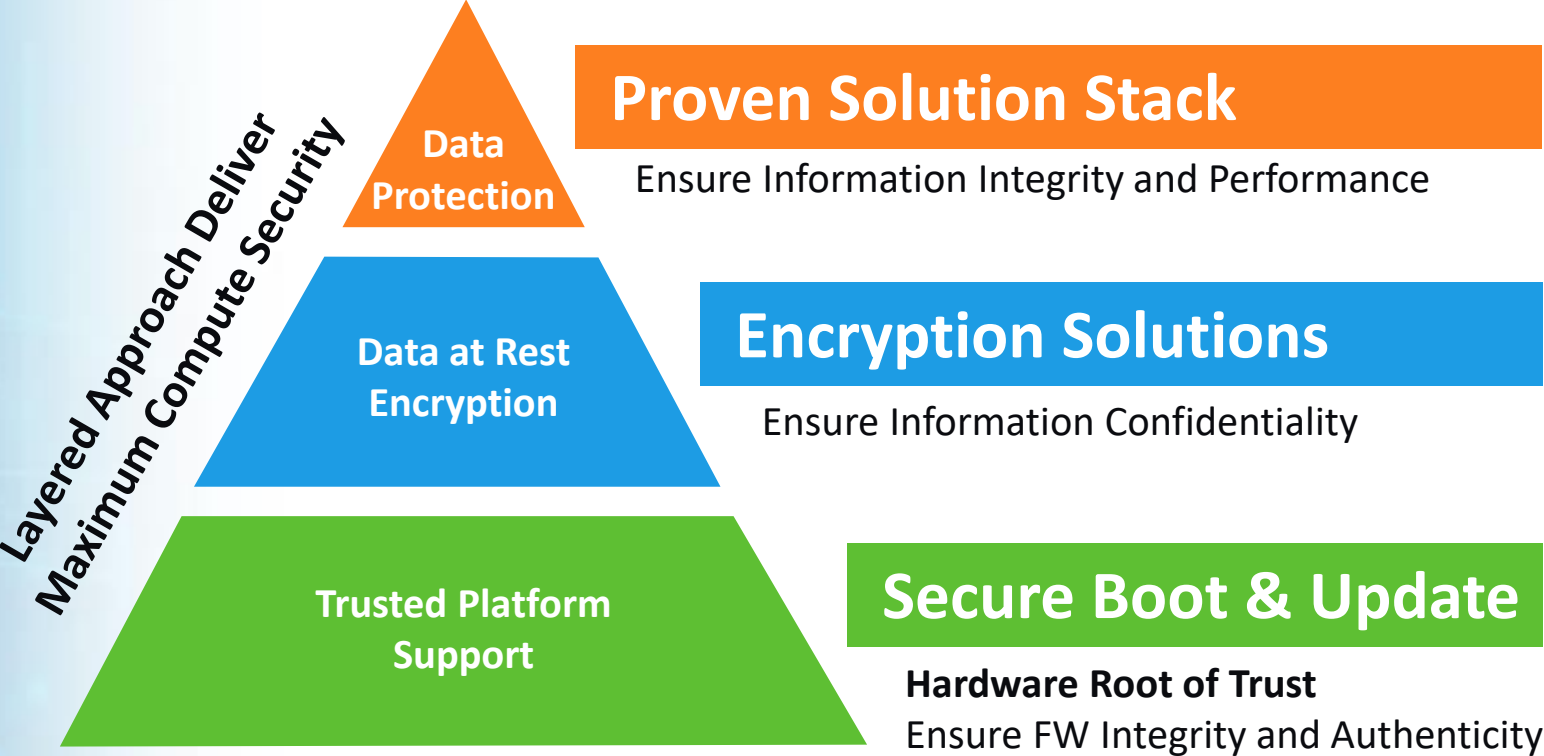 Layered Approach Deliver
Maximum Compute Security
Data
Protection
Proven Solution Stack
Ensure Information Integrity and Performance
Data at Rest
Encryption
Encryption Solutions
Ensure Information Confidentiality
Trusted Platform
Support
Secure Boot & Update
Hardware Root of Trust
Ensure FW Integrity and Authenticity